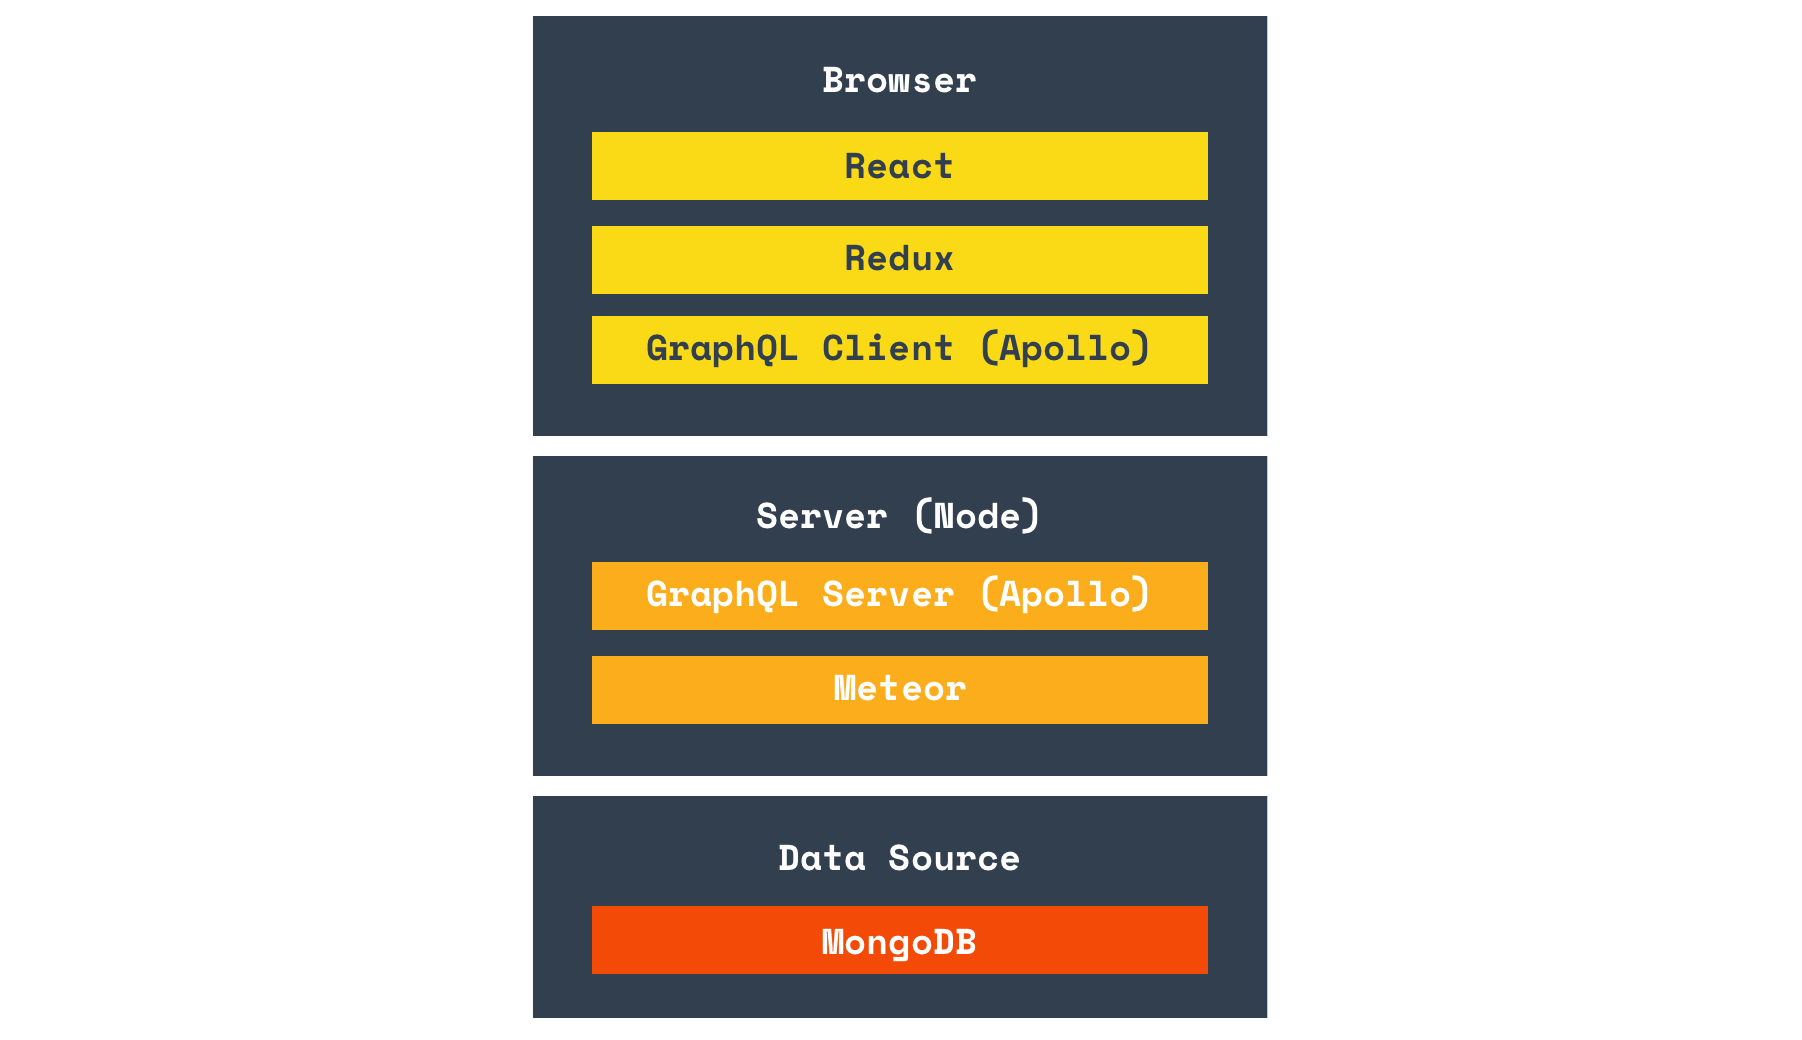 Browser
React
Redux
GraphQL Client (Apollo)
Server (Node)
GraphQL Server (Apollo)
Meteor
Data Source
MongoDB